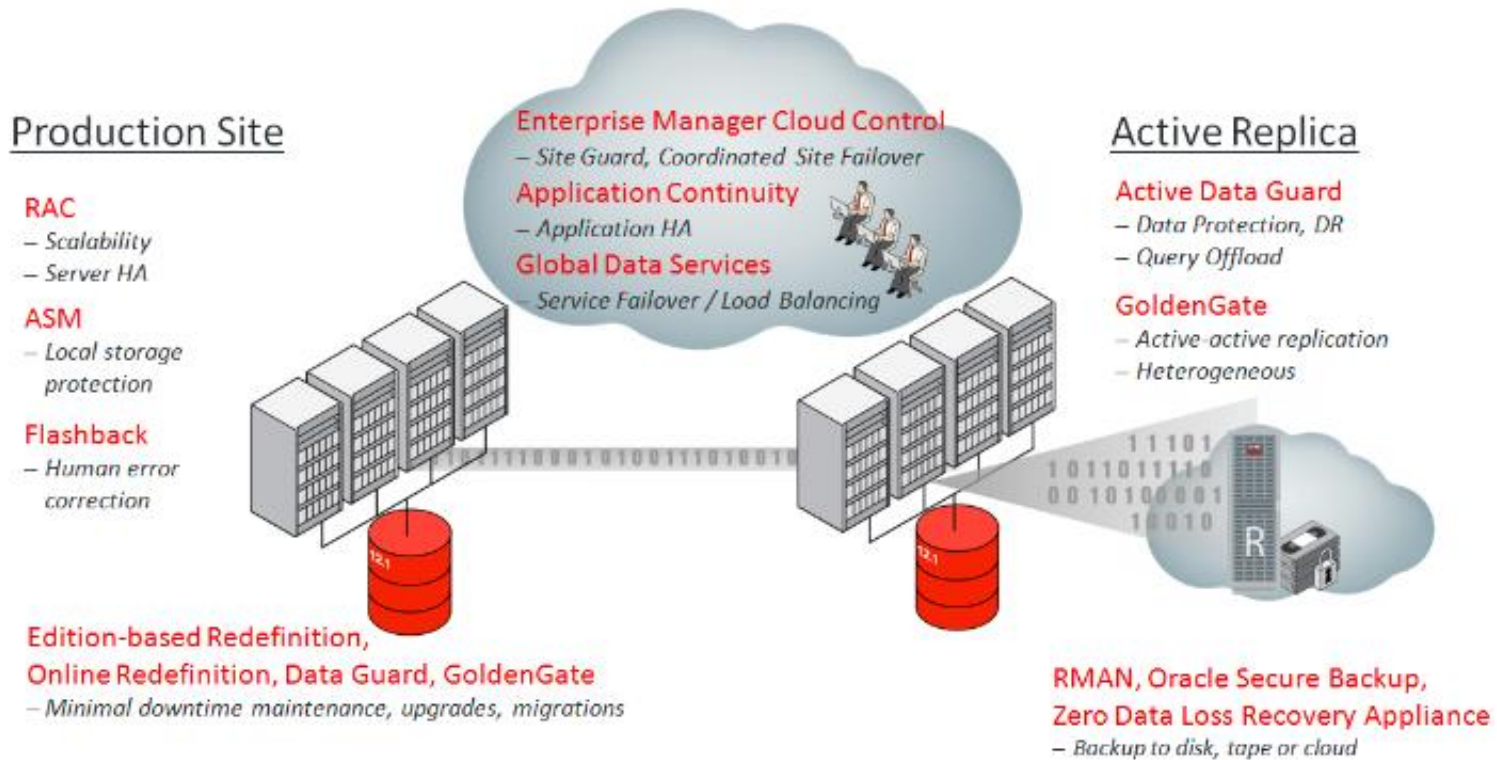 Production Site
RAC
– Scalability
– Server HA
ASM
– Local storage
protection
Flashback
– Human error
correction
Enterprise Manager Cloud Control
– Site Guard, Coordinated Site Failover
Application Continuity
– Application HA
Global Data Services
– Service Failover / Load Balancing
Active Replica
Active Data Guard
– Data Protection, DR
– Query Offload
GoldenGate
– Active-active replication
– Heterogeneous
11101
1011011110
0010100001
10010
R
12.1
12.1
Edition-based Redefinition,
Online Redefinition, Data Guard, GoldenGate
– Minimal downtime maintenance, upgrades, migrations
RMAN, Oracle Secure Backup,
Zero Data Loss Recovery Appliance
– Backup to disk, tape or cloud